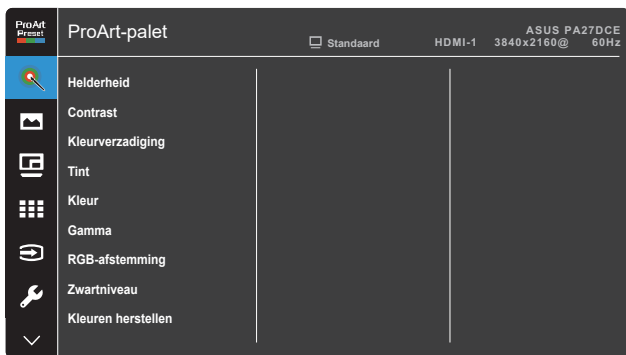 ProArt
Preset
ProArt-palet
Standaard
HDMI-1
ASUS PA27DCE
3840x2160@ 60Hz
Helderheid
Contrast
Kleurverzadiging
Tint
Kleur
Gamma
RGB-afstemming
Zwartniveau
Kleuren herstellen